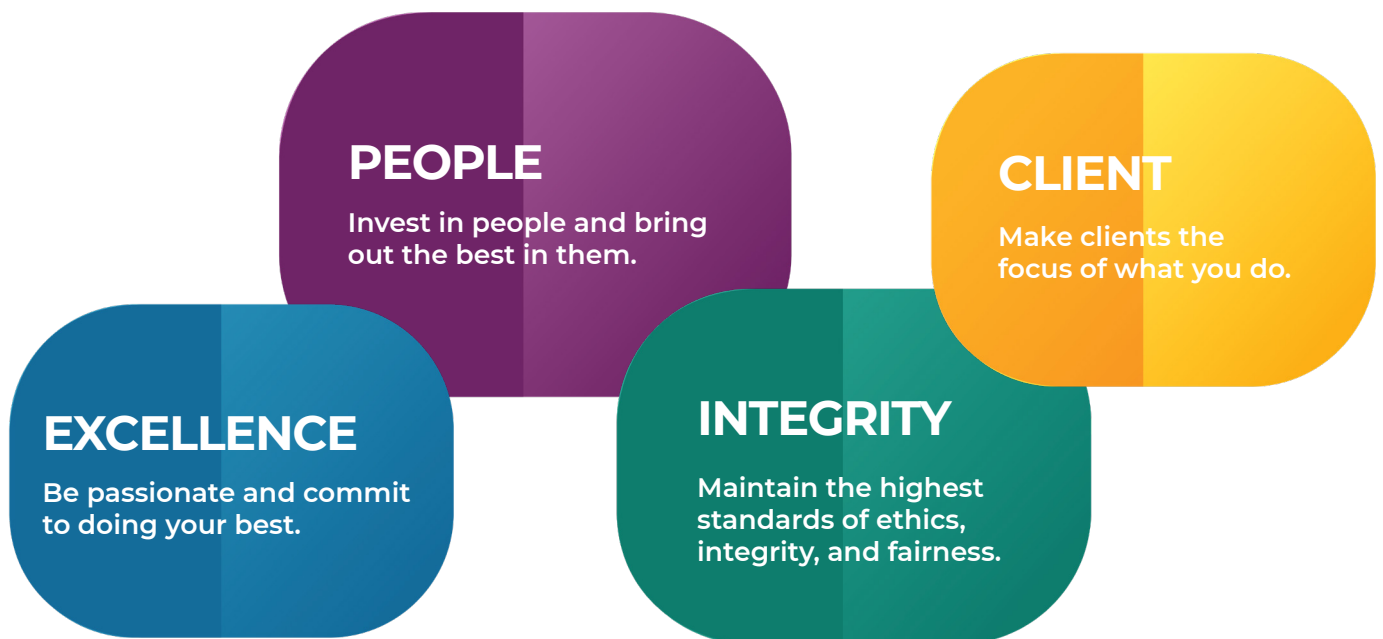 PEOPLE
Invest in people and bring
out the best in them.
CLIENT
Make clients the
focus of what you do.
EXCELLENCE
Be passionate and commit
to doing your best.
INTEGRITY
Maintain the highest
standards of ethics,
integrity, and fairness.